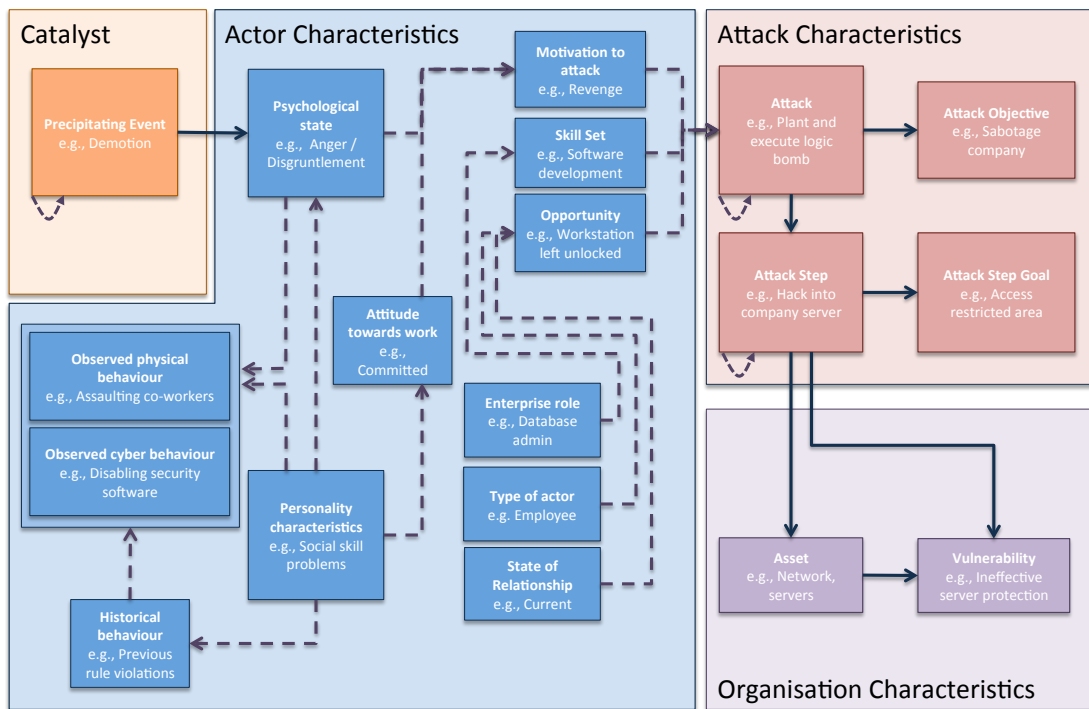 Catalyst
Precipitating Event
e.g., Demotion
Actor Characteristics
Psychological
state
e.g., Anger /
Disgruntlement
Motivation to
attack
e.g., Revenge
Skill Set
e.g., Software
development
Opportunity
e.g., Workstation
left unlocked
Attitude
towards work
e.g.,
Committed
Observed physical
behaviour
e.g., Assaulting co-workers
Observed cyber behaviour
e.g., Disabling security
software
Personality
characteristics
e.g., Social skill
problems
Historical
behaviour
e.g., Previous
rule violations
Enterprise role
e.g., Database
admin
Type of actor
e.g. Employee
State of
Relationship
e.g., Current
Attack Characteristics
Attack
e.g., Plant and
execute logic
bomb
Attack Objective
e.g., Sabotage
company
Attack Step
e.g., Hack into
company server
Attack Step Goal
e.g., Access
restricted area
Asset
e.g., Network,
servers
Vulnerability
e.g., Ineffective
server protection
Organisation Characteristics